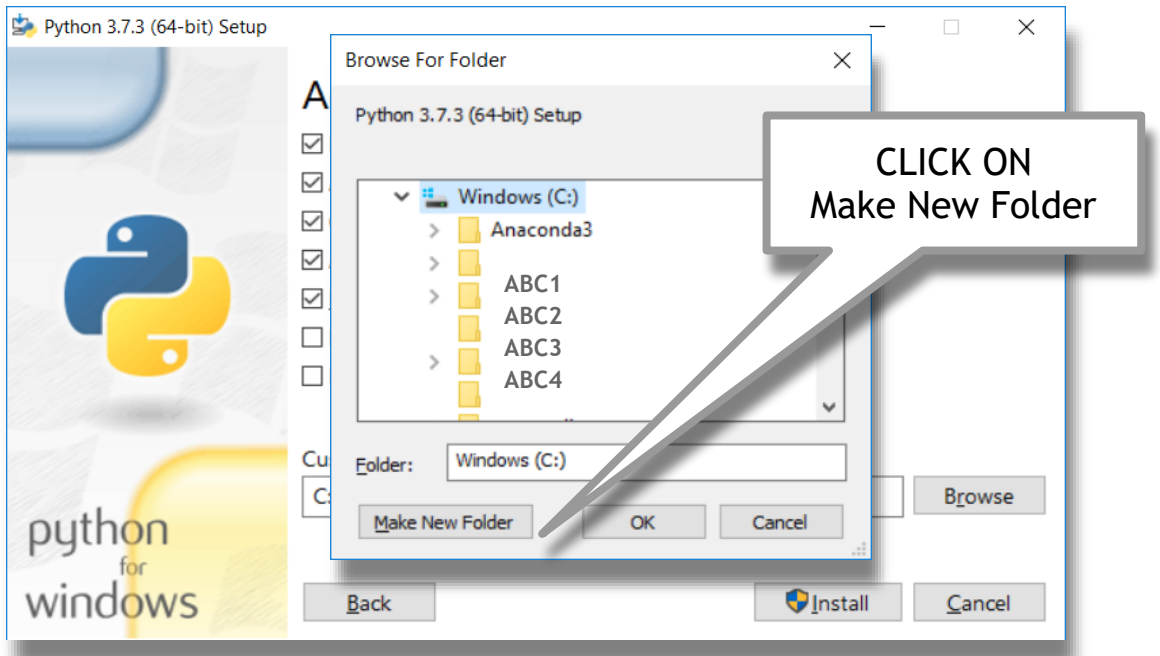 Python 3.7.3 (64-bit) Setup
Browse For Folder
A
Python 3.7.3 (64-bit) Setup
CLICK ON
Make New Folder
Windows (C:)
Anaconda3
ABC1
ABC2
ABC3
ABC4
Cu
Folder: Windows (C:)
C:
Browse
Make New Folder OK Cancel
python
for
windows
Back Install Cancel